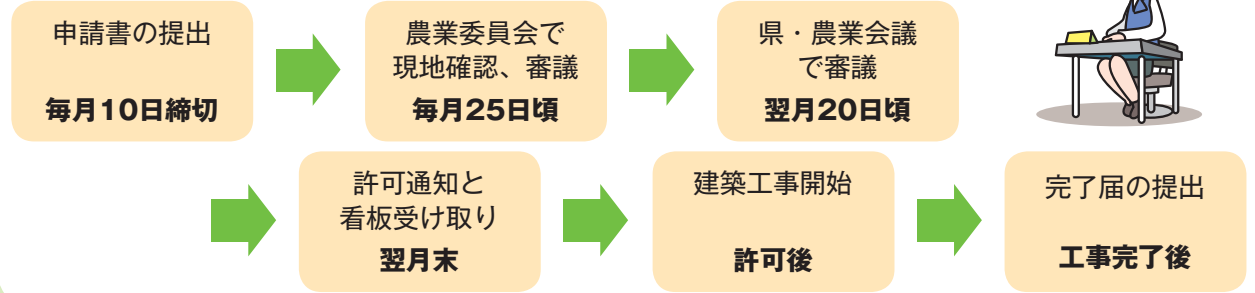 申請書の提出
毎月10日締切
農業委員会で
現地確認、審議
毎月25日頃
県・農業会議
で審議
翌月20日頃
許可通知と
看板受け取り
翌月末
建築工事開始
許可後
完了届の提出
工事完了後